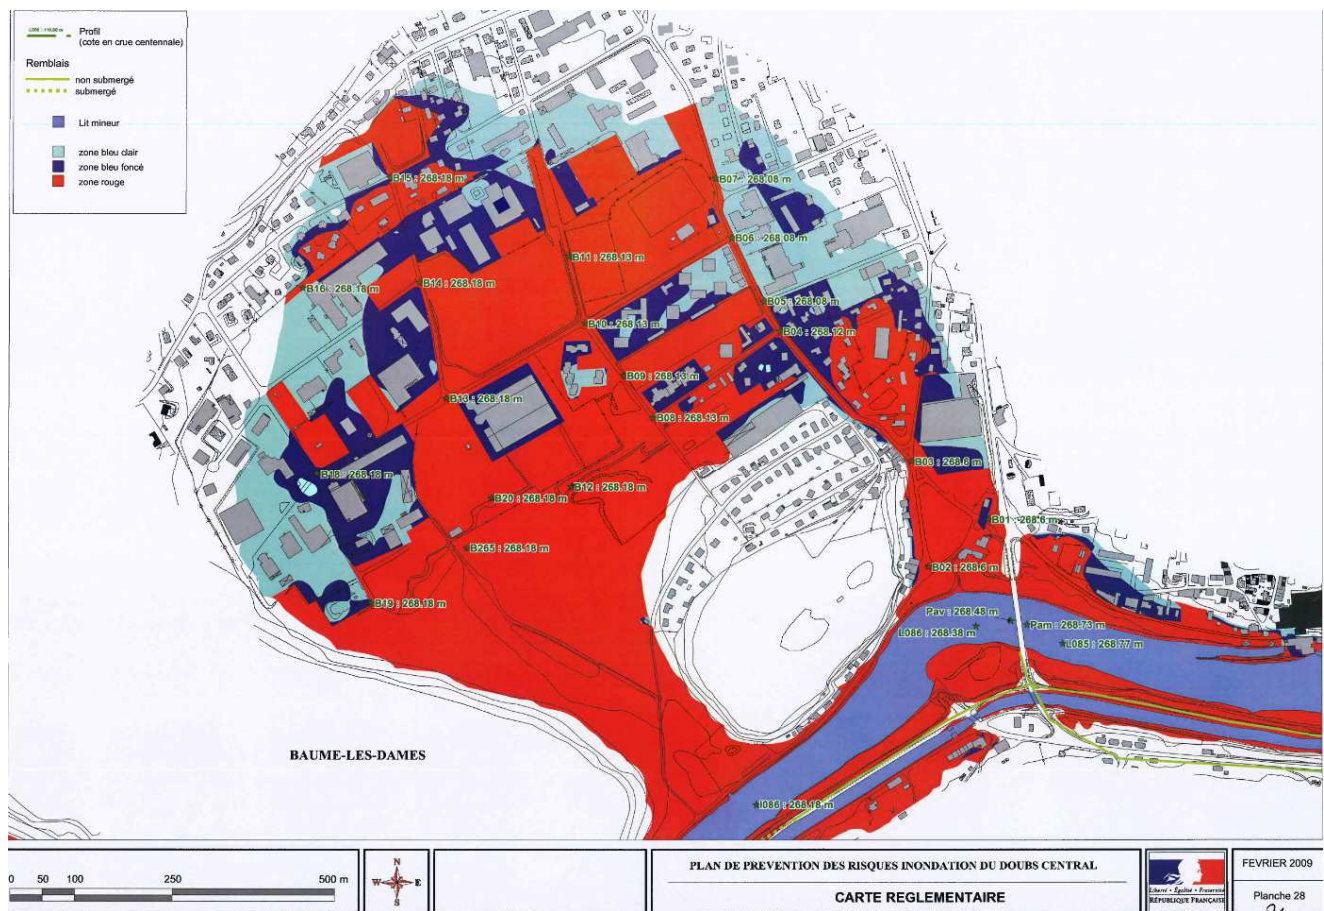 L086 : 410.00 m
Profil
(cote en crue centennale)
Remblais
non submergé
submergé
Lit mineur
zone bleu clair
zone bleu foncé
zone rouge
B15 : 268.18 m
B07 : 268.08 m
B06 : 268.08 m
B11 : 268.13 m
B16 : 268.18 m
B14 : 268.18 m
B05 : 268.08 m
B10 : 268.13 m
B04 : 268.12 m
B09 : 268.13 m
B13 : 268.18 m
B08 : 268.13 m
B03 : 268.6 m
B18 : 268.18 m
B12 : 268.18 m
B20 : 268.18 m
B01 : 268.6 m
B265 : 268.18 m
B02 : 268.6 m
B19 : 268.18 m
Pav : 268.48 m
Pam : 268.73 m
L086 : 268.38 m
L085 : 268.77 m
BAUME-LES-DAMES
I086 : 268.18 m
PLAN DE PREVENTION DES RISQUES INONDATION DU DOUBS CENTRAL
CARTE REGLEMENTAIRE
N
W E
S
0 50 100 250 500 m
Liberté • Égalité • Fraternité
RÉPUBLIQUE FRANÇAISE
FEVRIER 2009
Planche 28